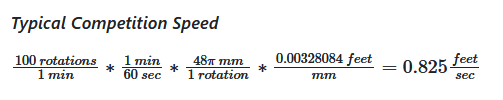 Typical Competition Speed
100 rotations/1 min * 1 min/60 sec * 48π mm/1 rotation * 0.00328084 feet/mm = 0.825 feet/sec